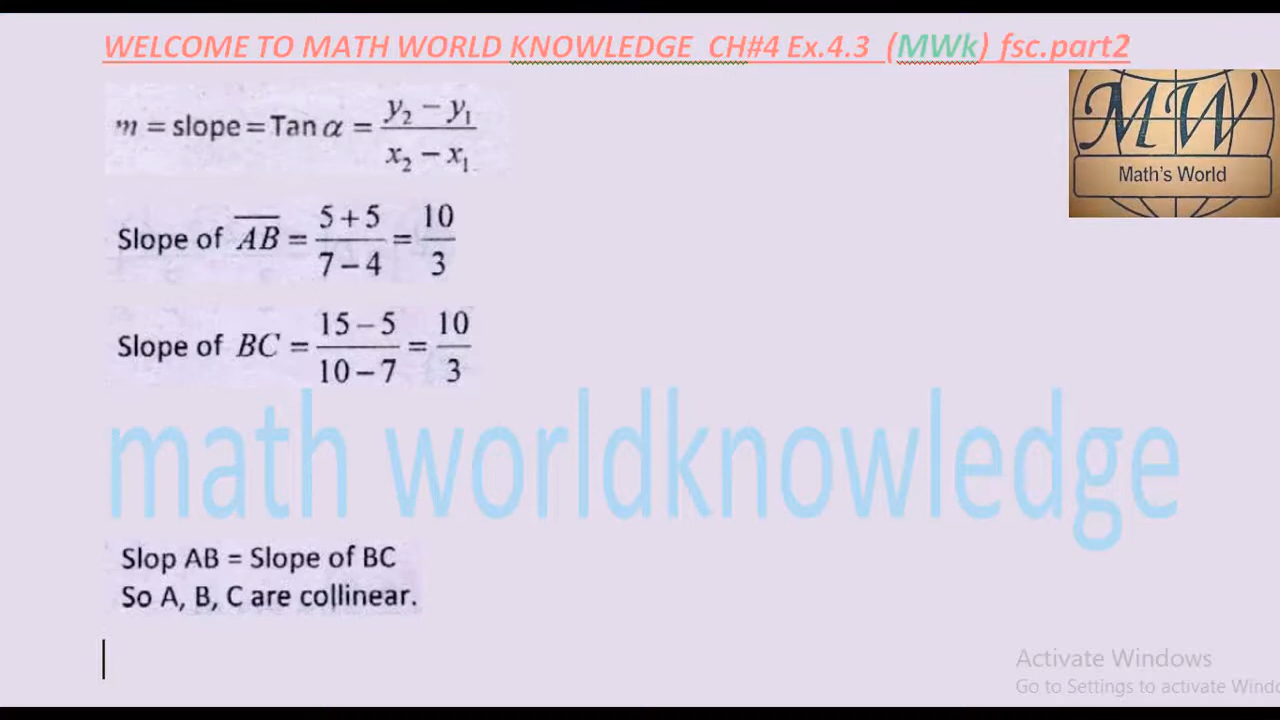 WELCOME TO MATH WORLD KNOWLEDGE CH#4 Ex.4.3 (MWk) fsc.part2
MW
Math's World
m = slope = Tan α = (y₂ − y₁)/(x₂ − x₁)
Slope of A̅B̅ = (5 + 5)/(7 − 4) = 10/3
Slope of BC = (15 − 5)/(10 − 7) = 10/3
math worldknowledge
Slop AB = Slope of BC
So A, B, C are collinear.
Activate Windows
Go to Settings to activate Windo